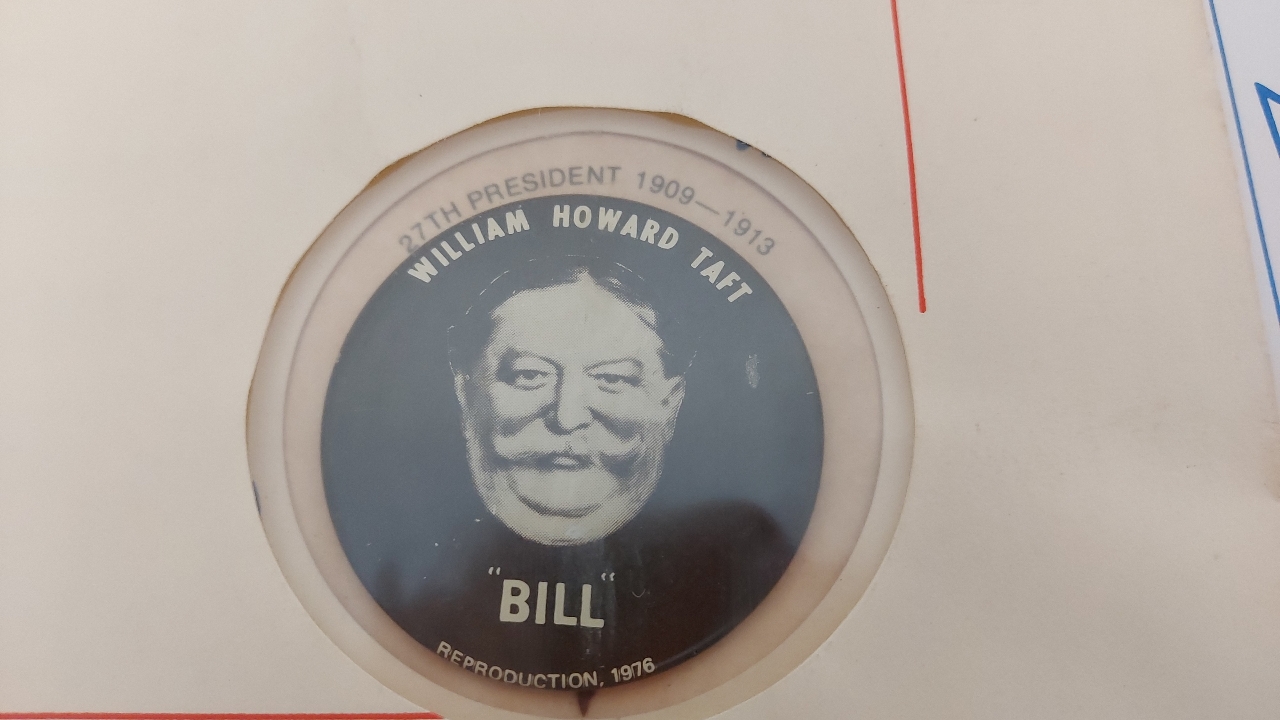 27TH PRESIDENT 1909—1913
WILLIAM HOWARD TAFT
"BILL"
REPRODUCTION, 1976